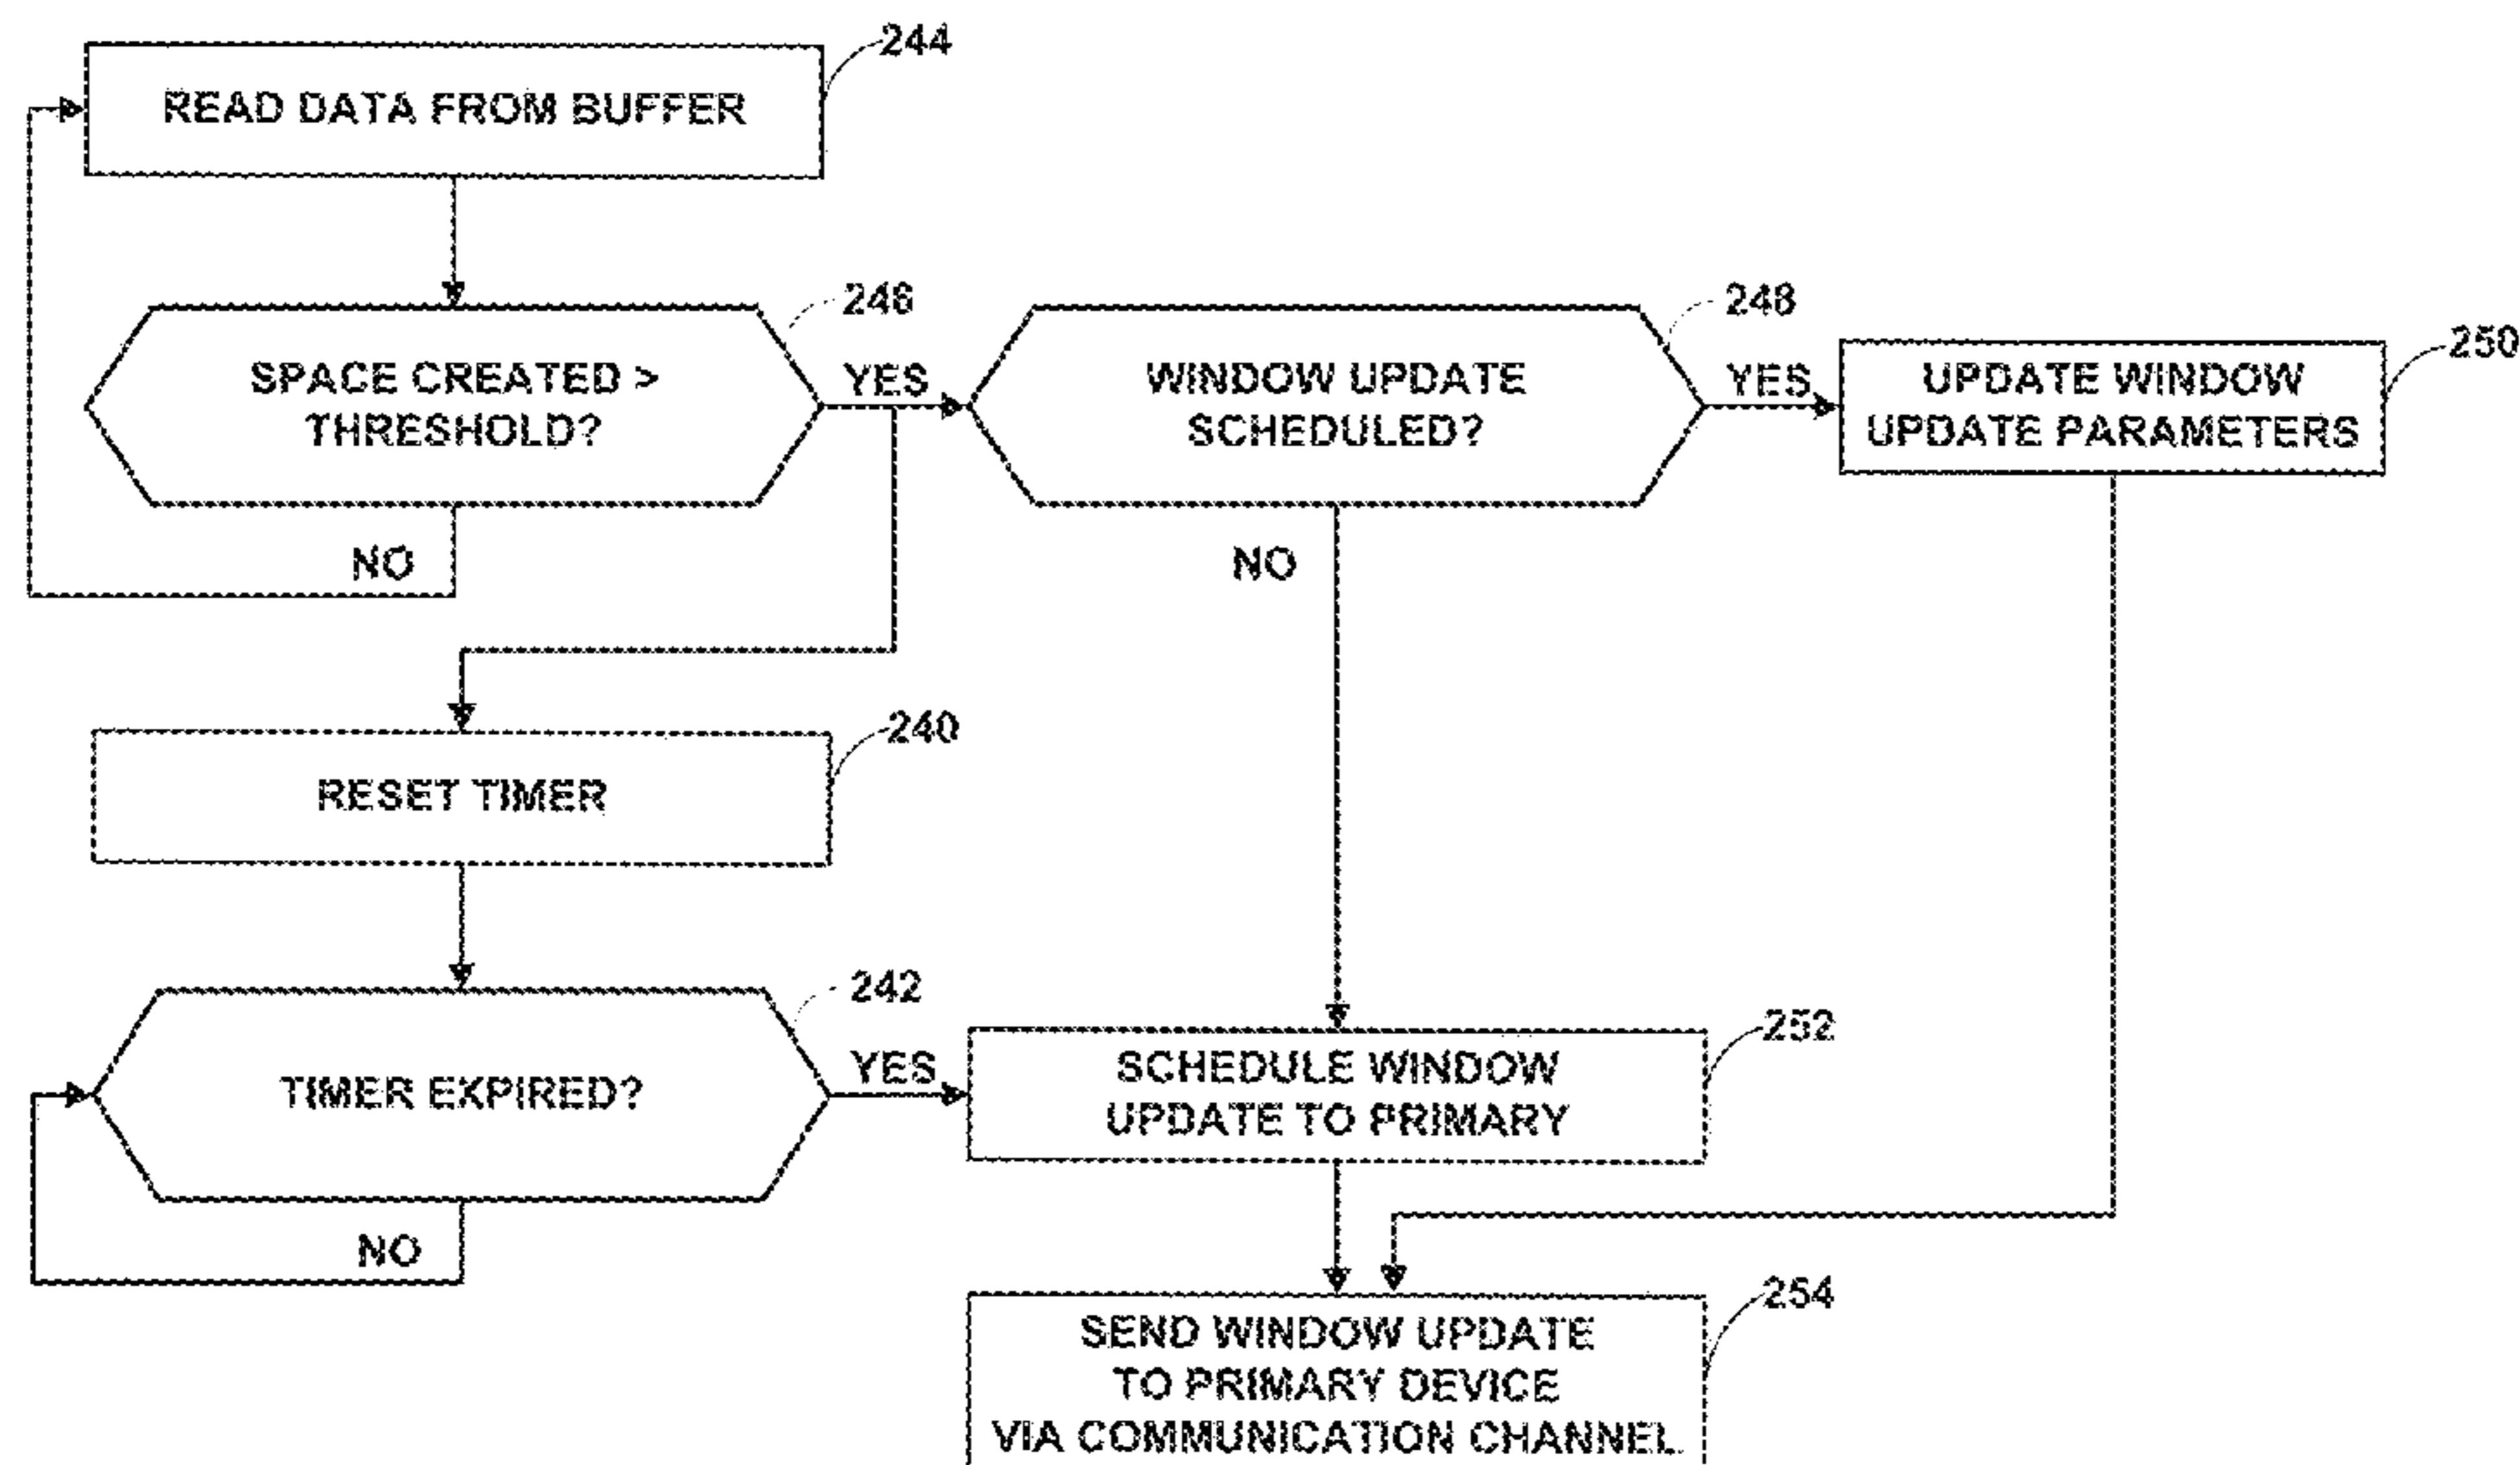 244
READ DATA FROM BUFFER
246
248
250
SPACE CREATED >
THRESHOLD?
YES
WINDOW UPDATE
SCHEDULED?
YES
UPDATE WINDOW
UPDATE PARAMETERS
NO
NO
240
RESET TIMER
242
252
TIMER EXPIRED?
YES
SCHEDULE WINDOW
UPDATE TO PRIMARY
NO
254
SEND WINDOW UPDATE
TO PRIMARY DEVICE
VIA COMMUNICATION CHANNEL